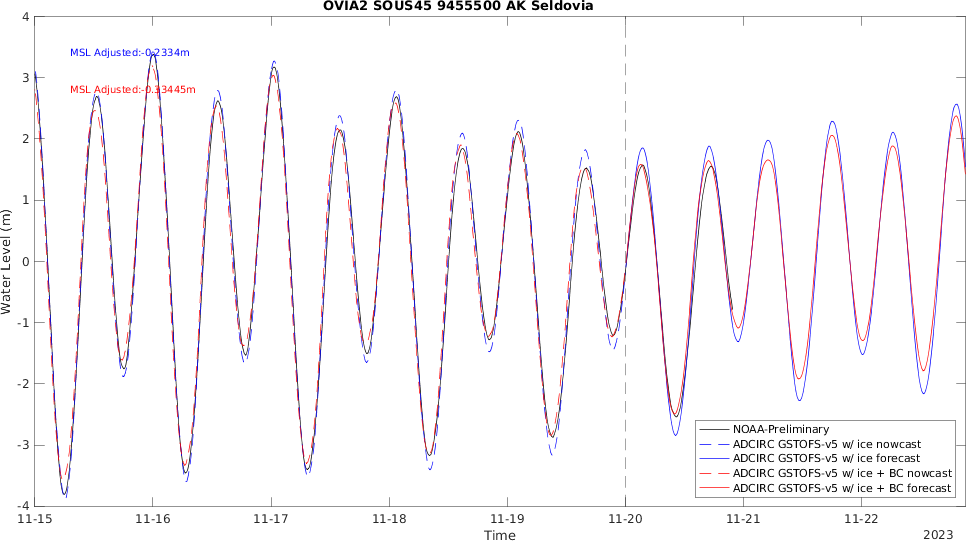 OVIA2 SOUS45 9455500 AK Seldovia
MSL Adjusted:-0.2334m
MSL Adjusted:-0.33445m
Water Level (m)
4
3
2
1
0
-1
-2
-3
-4
11-15 11-16 11-17 11-18 11-19 11-20 11-21 11-22
Time
2023
NOAA-Preliminary
ADCIRC GSTOFS-v5 w/ ice nowcast
ADCIRC GSTOFS-v5 w/ ice forecast
ADCIRC GSTOFS-v5 w/ ice + BC nowcast
ADCIRC GSTOFS-v5 w/ ice + BC forecast